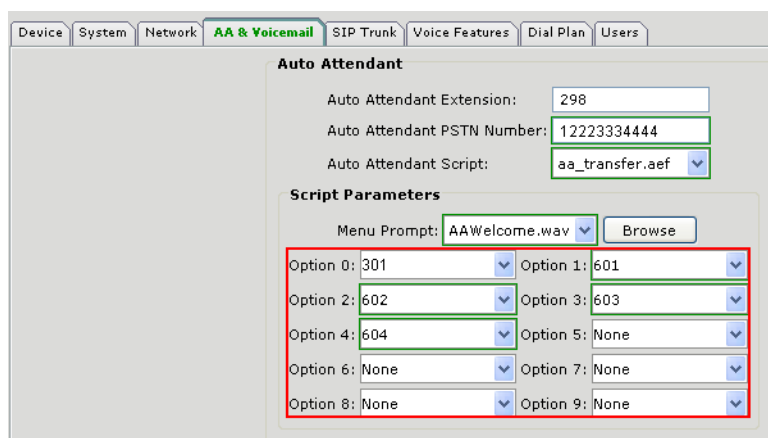 Device System Network AA & Voicemail SIP Trunk Voice Features Dial Plan Users
Auto Attendant
Auto Attendant Extension: 298
Auto Attendant PSTN Number: 12223334444
Auto Attendant Script: aa_transfer.aef
Script Parameters
Menu Prompt: AAWelcome.wav Browse
Option 0: 301 Option 1: 601
Option 2: 602 Option 3: 603
Option 4: 604 Option 5: None
Option 6: None Option 7: None
Option 8: None Option 9: None